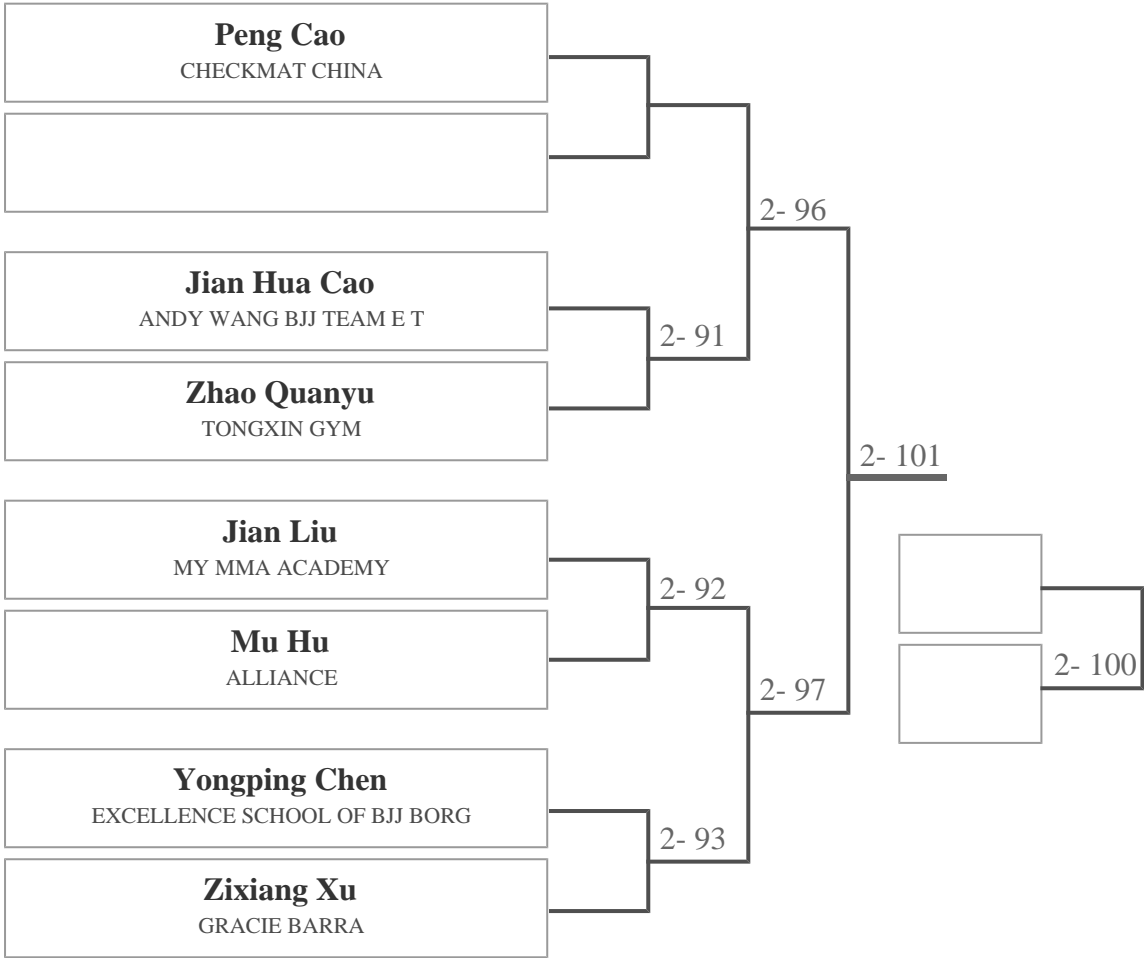 Peng Cao
CHECKMAT CHINA
2- 96
Jian Hua Cao
ANDY WANG BJJ TEAM E T
2- 91
Zhao Quanyu
TONGXIN GYM
2- 101
Jian Liu
MY MMA ACADEMY
2- 92
Mu Hu
ALLIANCE
2- 100
2- 97
Yongping Chen
EXCELLENCE SCHOOL OF BJJ BORG
2- 93
Zixiang Xu
GRACIE BARRA